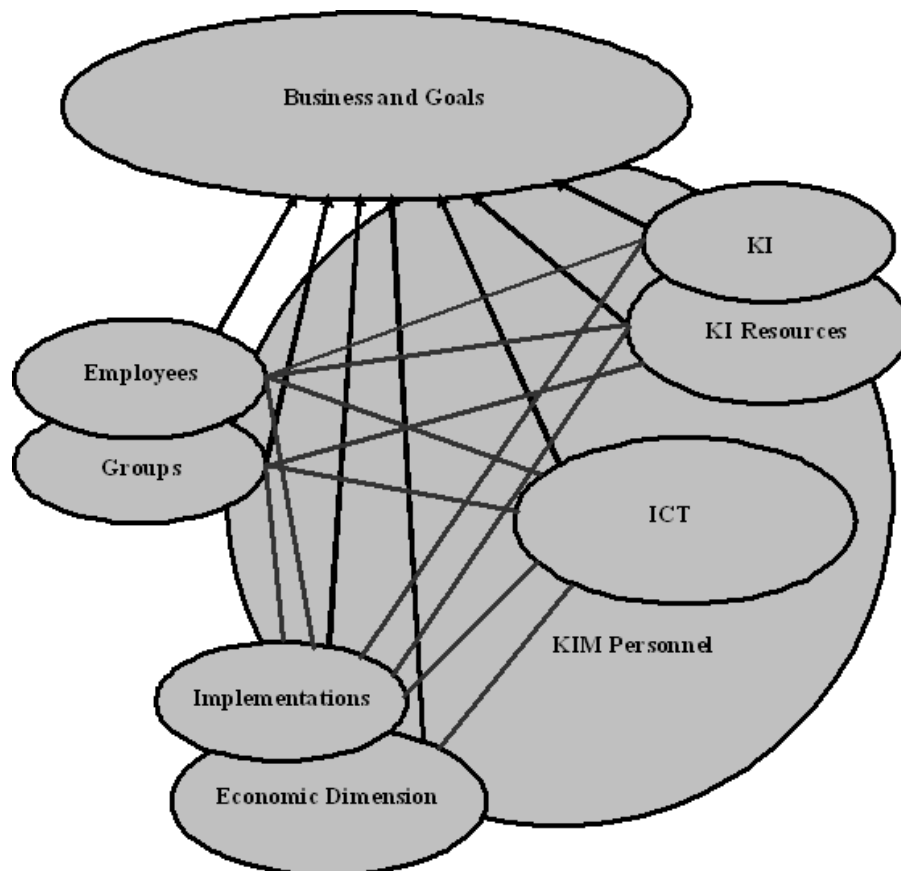 Business and Goals
KI
KI Resources
Employees
Groups
ICT
KIM Personnel
Implementations
Economic Dimension